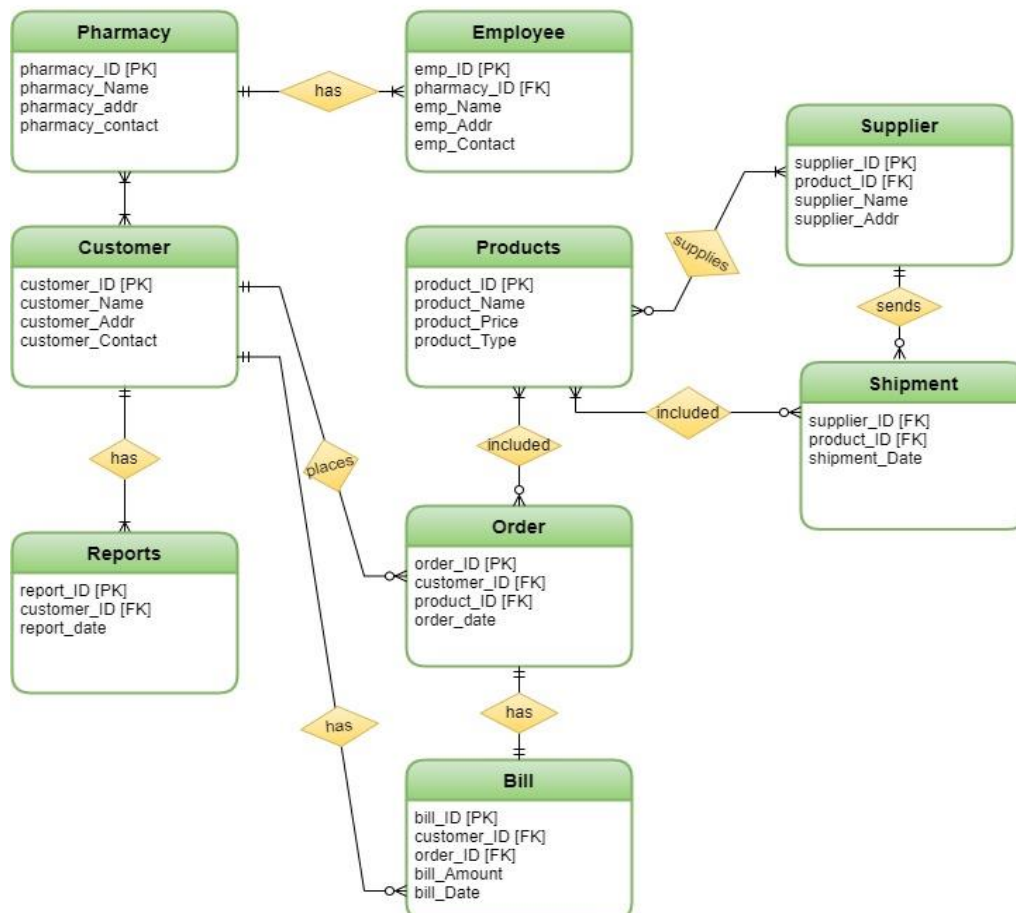 Pharmacy
pharmacy_ID [PK]
pharmacy_Name
pharmacy_addr
pharmacy_contact
has
Employee
emp_ID [PK]
pharmacy_ID [FK]
emp_Name
emp_Addr
emp_Contact
Supplier
supplier_ID [PK]
product_ID [FK]
supplier_Name
supplier_Addr
Customer
customer_ID [PK]
customer_Name
customer_Addr
customer_Contact
Products
product_ID [PK]
product_Name
product_Price
product_Type
supplies
sends
Shipment
supplier_ID [FK]
product_ID [FK]
shipment_Date
included
included
has
places
Reports
report_ID [PK]
customer_ID [FK]
report_date
Order
order_ID [PK]
customer_ID [FK]
product_ID [FK]
order_date
has
has
Bill
bill_ID [PK]
customer_ID [FK]
order_ID [FK]
bill_Amount
bill_Date